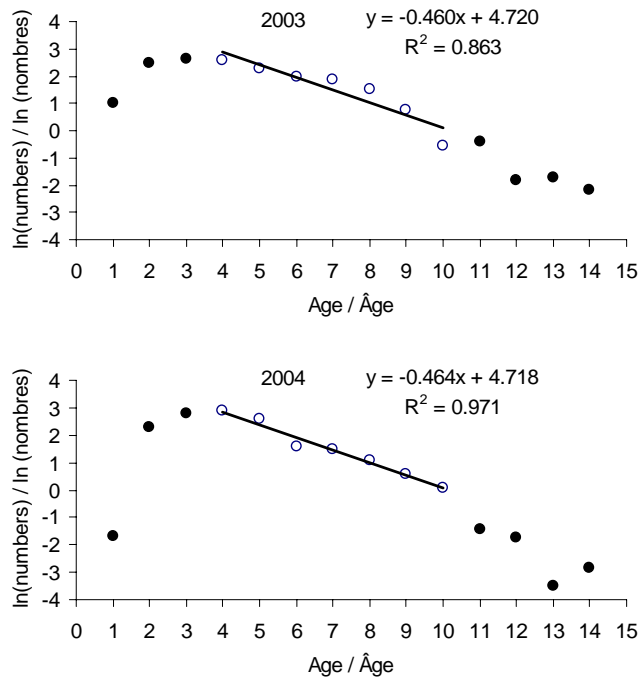 2003 y = -0.460x + 4.720
R² = 0.863
ln(numbers) / ln (nombres)
4
3
2
1
0
-1
-2
-3
-4
0 1 2 3 4 5 6 7 8 9 10 11 12 13 14 15
Age / Âge
2004 y = -0.464x + 4.718
R² = 0.971
ln(numbers) / ln (nombres)
4
3
2
1
0
-1
-2
-3
-4
0 1 2 3 4 5 6 7 8 9 10 11 12 13 14 15
Age / Âge